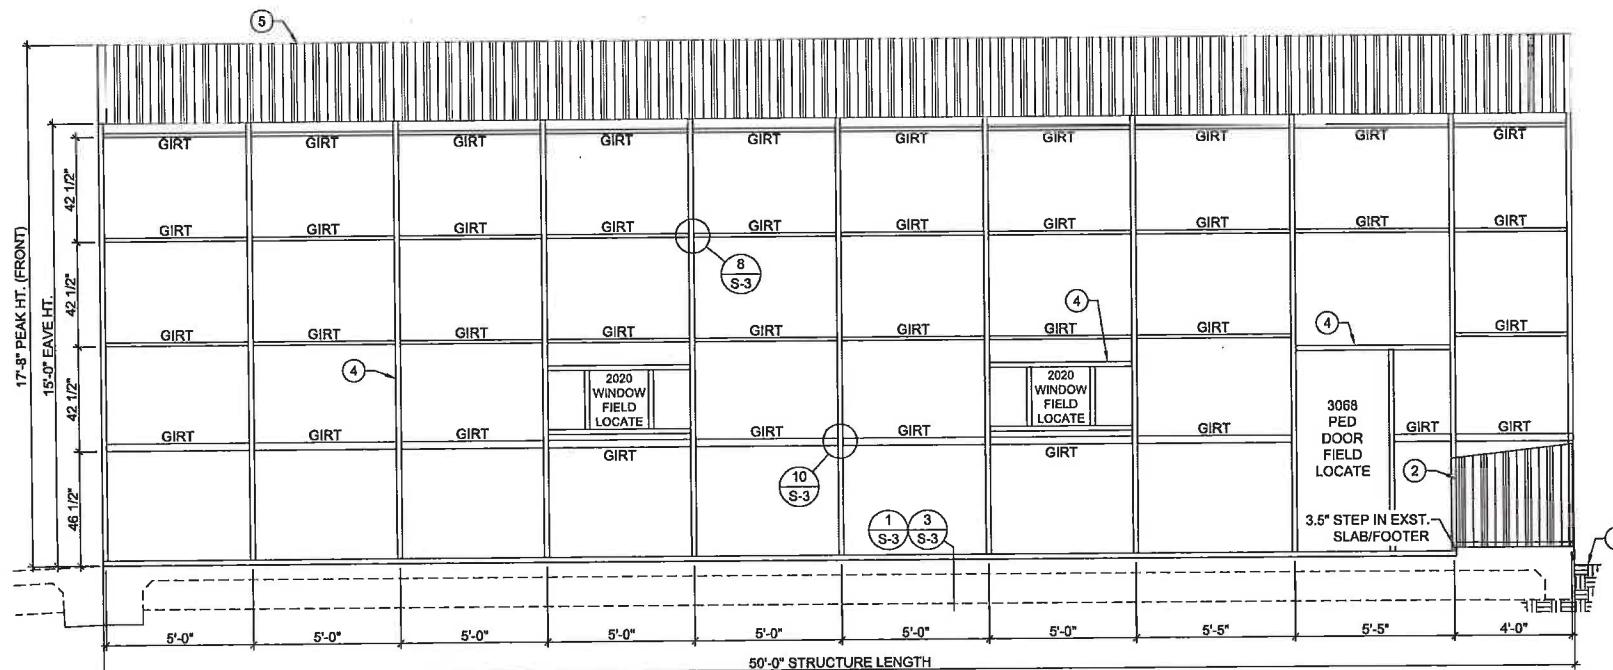 5
GIRT GIRT GIRT GIRT GIRT GIRT GIRT GIRT GIRT GIRT
17'-8" PEAK HT. (FRONT)
15'-0" EAVE HT.
42 1/2"
42 1/2"
42 1/2"
46 1/2"
GIRT GIRT GIRT GIRT GIRT GIRT GIRT GIRT GIRT GIRT
8
S-3
4
4
GIRT GIRT GIRT GIRT GIRT GIRT GIRT GIRT GIRT
4
2020
WINDOW
FIELD
LOCATE
2020
WINDOW
FIELD
LOCATE
3068
PED
DOOR
FIELD
LOCATE
GIRT GIRT GIRT GIRT GIRT GIRT GIRT GIRT
GIRT
GIRT
2
10
S-3
1
S-3
3
S-3
3.5" STEP IN EXST.
SLAB/FOOTER
5'-0" 5'-0" 5'-0" 5'-0" 5'-0" 5'-0" 5'-0" 5'-5" 5'-5" 4'-0"
50'-0" STRUCTURE LENGTH